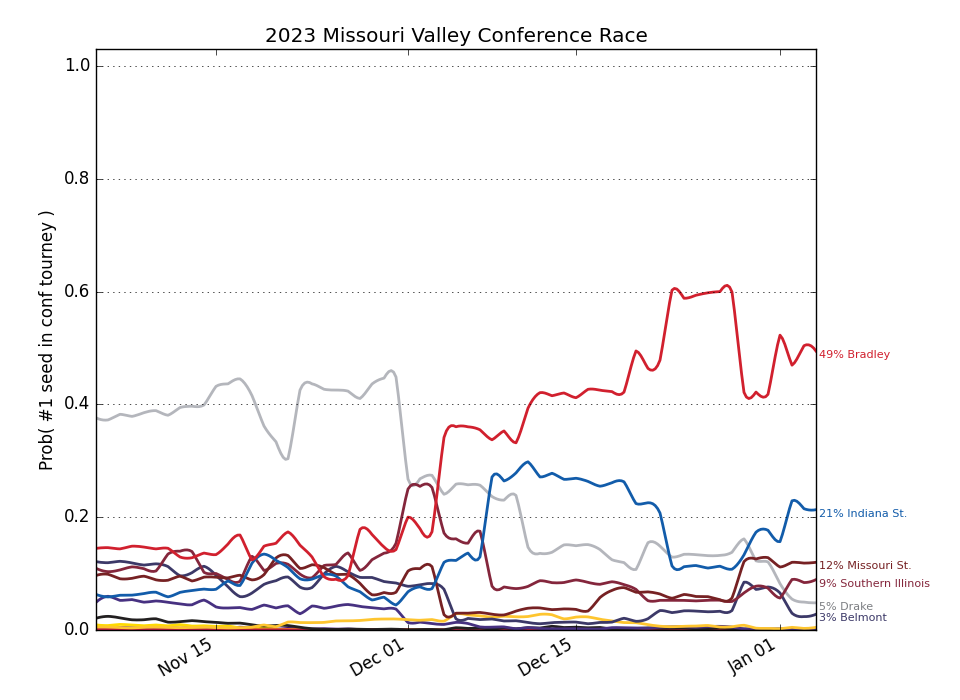 2023 Missouri Valley Conference Race
Prob( #1 seed in conf tourney )
1.0
0.8
0.6
0.4
0.2
0.0
49% Bradley
21% Indiana St.
12% Missouri St.
9% Southern Illinois
5% Drake
3% Belmont
Nov 15
Dec 01
Dec 15
Jan 01